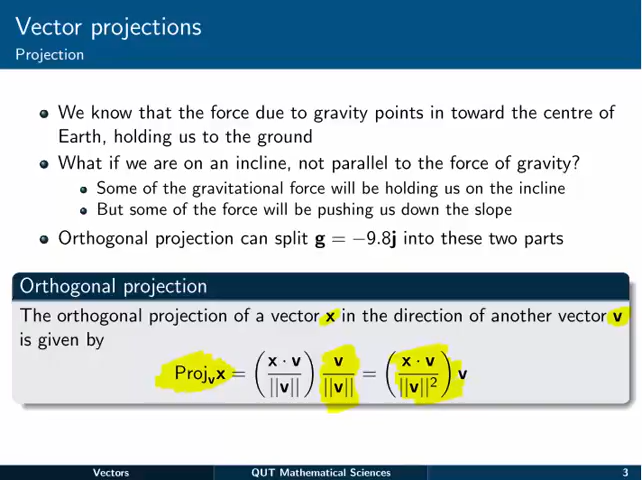 Vector projections
Projection
We know that the force due to gravity points in toward the centre of
Earth, holding us to the ground
What if we are on an incline, not parallel to the force of gravity?
Some of the gravitational force will be holding us on the incline
But some of the force will be pushing us down the slope
Orthogonal projection can split g = −9.8j into these two parts
Orthogonal projection
The orthogonal projection of a vector x in the direction of another vector v
is given by
Proj_v x = (x · v / ||v||) v / ||v|| = (x · v / ||v||²) v
Vectors QUT Mathematical Sciences 3